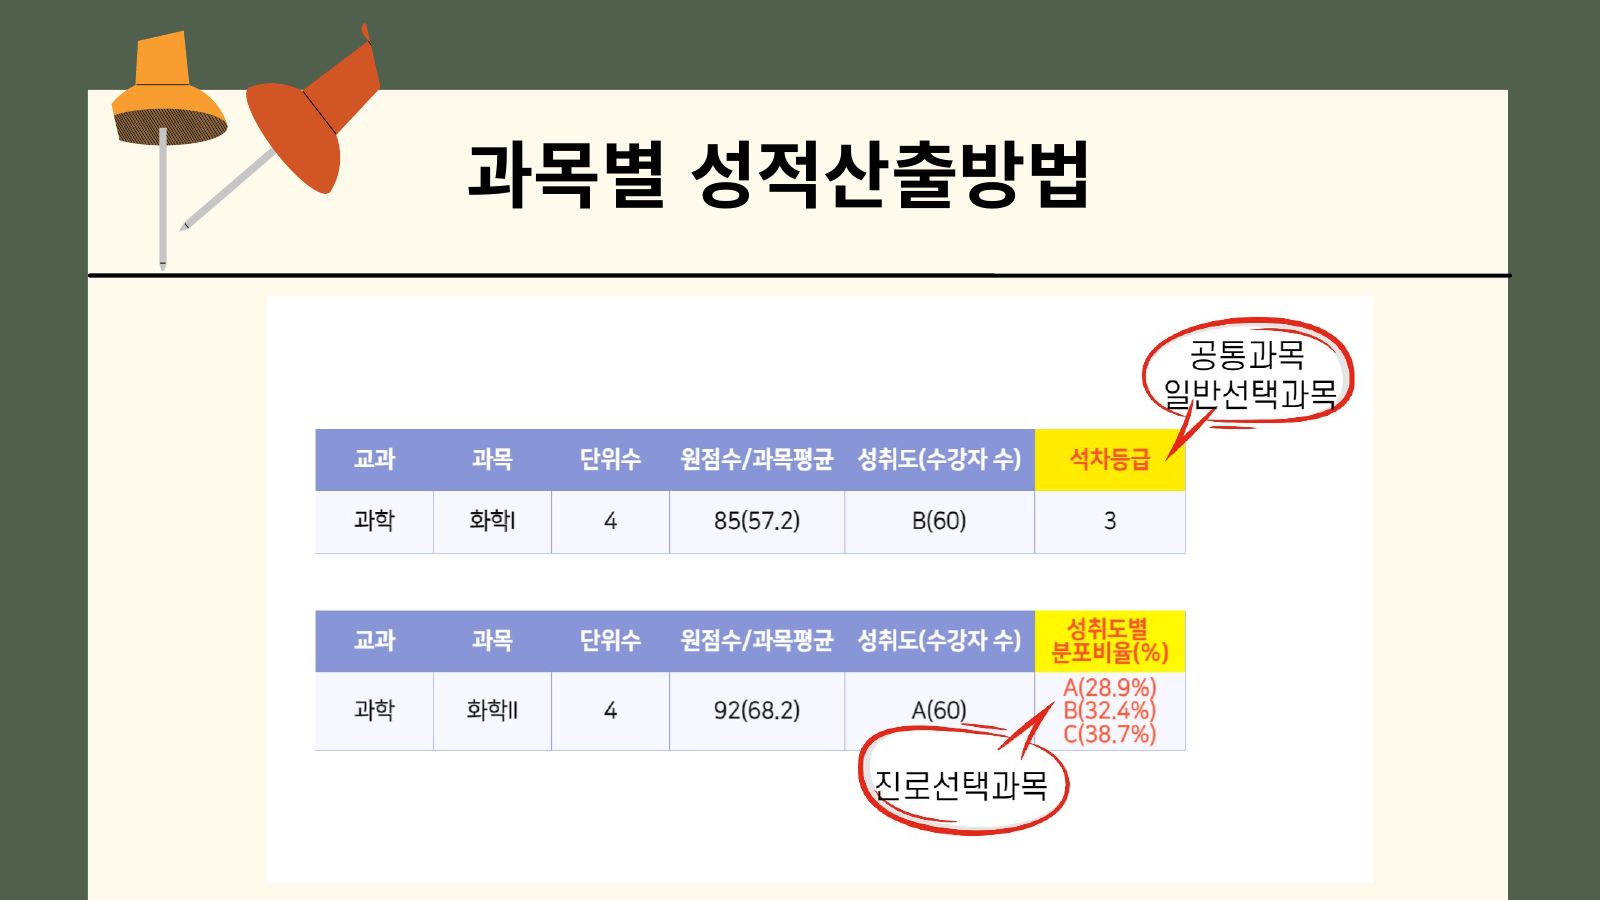 과목별 성적산출방법
공통과목
일반선택과목
교과 과목 단위수 원점수/과목평균 성취도(수강자 수) 석차등급
과학 화학I 4 85(57.2) B(60) 3
교과 과목 단위수 원점수/과목평균 성취도(수강자 수) 성취도별
분포비율(%)
과학 화학II 4 92(68.2) A(60) A(28.9%)
B(32.4%)
C(38.7%)
진로선택과목